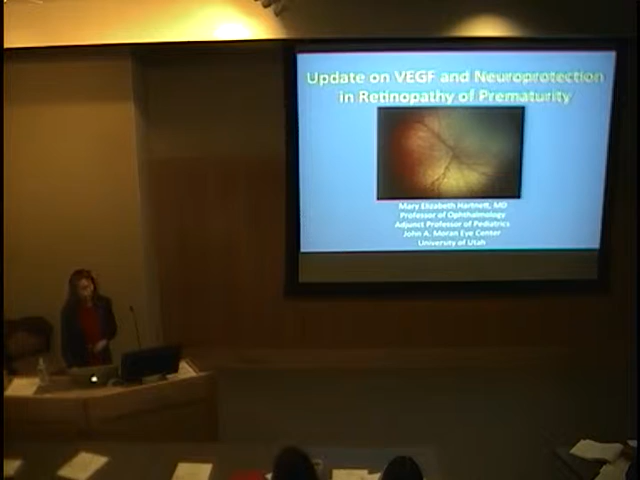 Update on VEGF and Neuroprotection
in Retinopathy of Prematurity
Mary Elizabeth Hartnett, MD
Professor of Ophthalmology
Adjunct Professor of Pediatrics
John A. Moran Eye Center
University of Utah